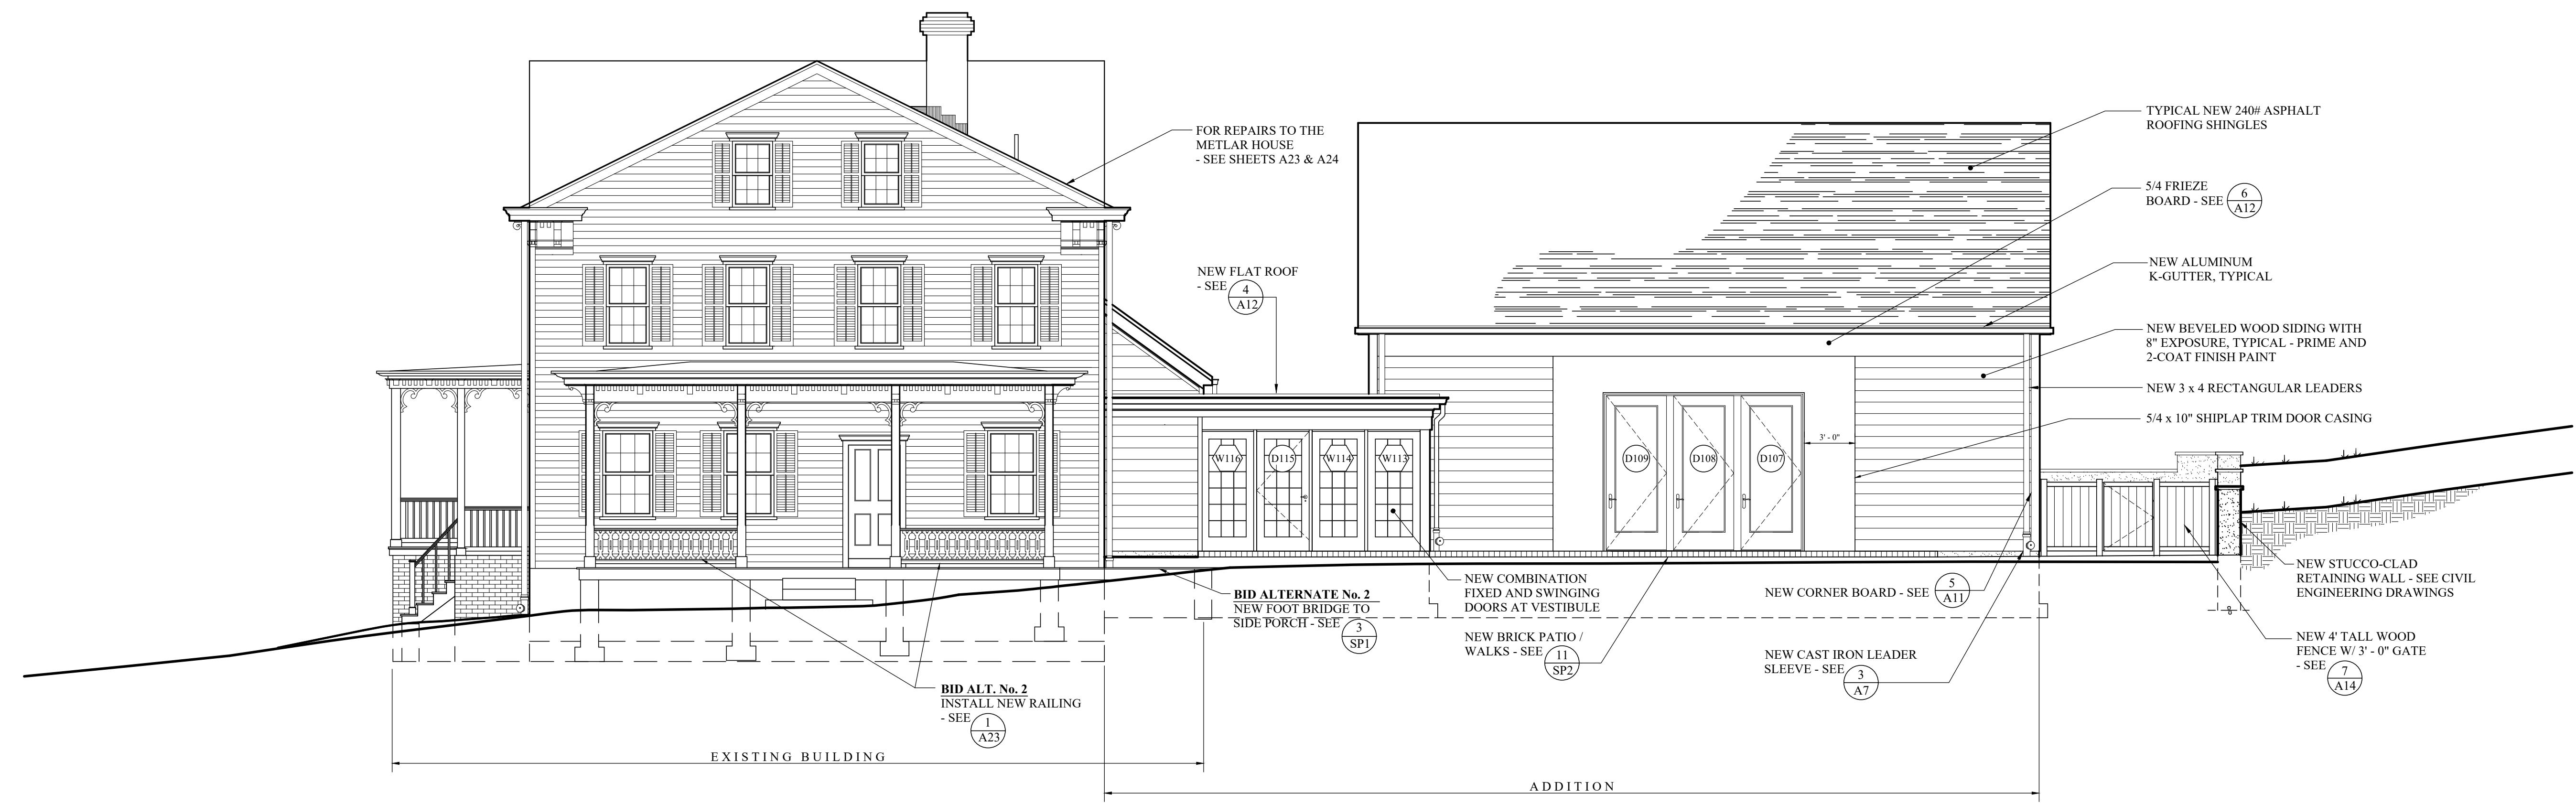 FOR REPAIRS TO THE
METLAR HOUSE
- SEE SHEETS A23 & A24
NEW FLAT ROOF
- SEE
4
A12
TYPICAL NEW 240# ASPHALT
ROOFING SHINGLES
5/4 FRIEZE
BOARD - SEE
6
A12
NEW ALUMINUM
K-GUTTER, TYPICAL
NEW BEVELED WOOD SIDING WITH
8" EXPOSURE, TYPICAL - PRIME AND
2-COAT FINISH PAINT
NEW 3 x 4 RECTANGULAR LEADERS
5/4 x 10" SHIPLAP TRIM DOOR CASING
3' - 0"
W116
D115
W114
W113
D109
D108
D107
BID ALTERNATE No. 2
NEW FOOT BRIDGE TO
SIDE PORCH - SEE
3
SP1
NEW COMBINATION
FIXED AND SWINGING
DOORS AT VESTIBULE
NEW BRICK PATIO /
WALKS - SEE
11
SP2
NEW CORNER BOARD - SEE
5
A11
NEW CAST IRON LEADER
SLEEVE - SEE
3
A7
NEW STUCCO-CLAD
RETAINING WALL - SEE CIVIL
ENGINEERING DRAWINGS
NEW 4' TALL WOOD
FENCE W/ 3' - 0" GATE
- SEE
7
A14
BID ALT. No. 2
INSTALL NEW RAILING
- SEE
1
A23
EXISTING BUILDING
ADDITION